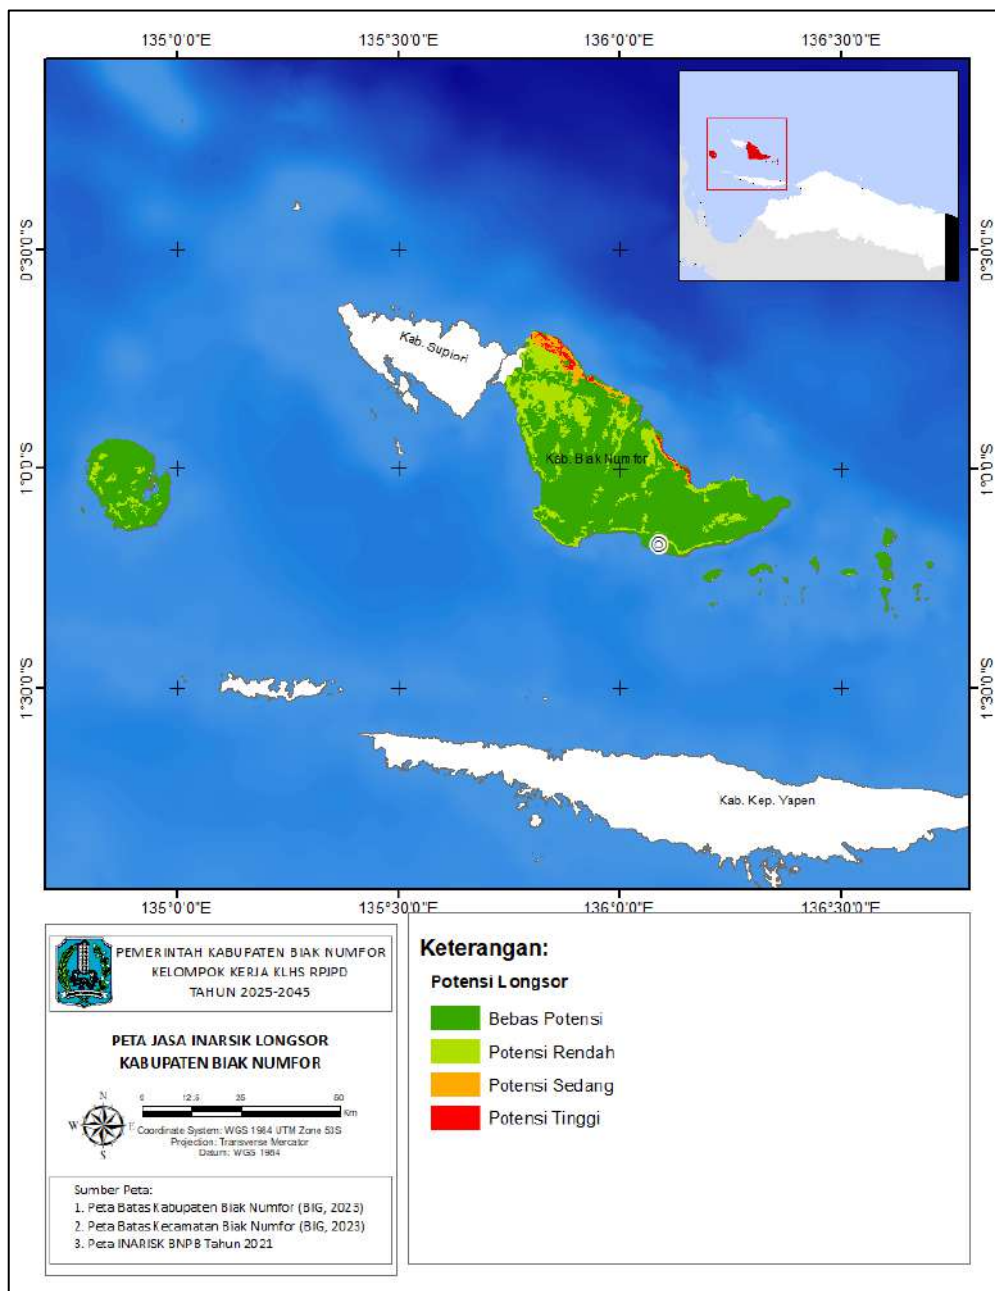 135°0'0"E 135°30'0"E 136°0'0"E 136°30'0"E
0°30'0"S 0°30'0"S
Kab. Supiori
Kab. Biak Numfor
1°0'0"S 1°0'0"S
1°30'0"S 1°30'0"S
Kab. Kep. Yapen
135°0'0"E 135°30'0"E 136°0'0"E 136°30'0"E
PEMERINTAH KABUPATEN BIAK NUMFOR
KELOMPOK KERJA KLHS RPJPD
TAHUN 2025-2045
PETA JASA INARSIK LONGSOR
KABUPATEN BIAK NUMFOR
N
W E
S
0 12.5 25 50
Km
Coordinate System: WGS 1984 UTM Zone 53S
Projection: Transverse Mercator
Datum: WGS 1984
Sumber Peta:
1. Peta Batas Kabupaten Biak Numfor (BIG, 2023)
2. Peta Batas Kecamatan Biak Numfor (BIG, 2023)
3. Peta INARISK BNPB Tahun 2021
Keterangan:
Potensi Longsor
Bebas Potensi
Potensi Rendah
Potensi Sedang
Potensi Tinggi